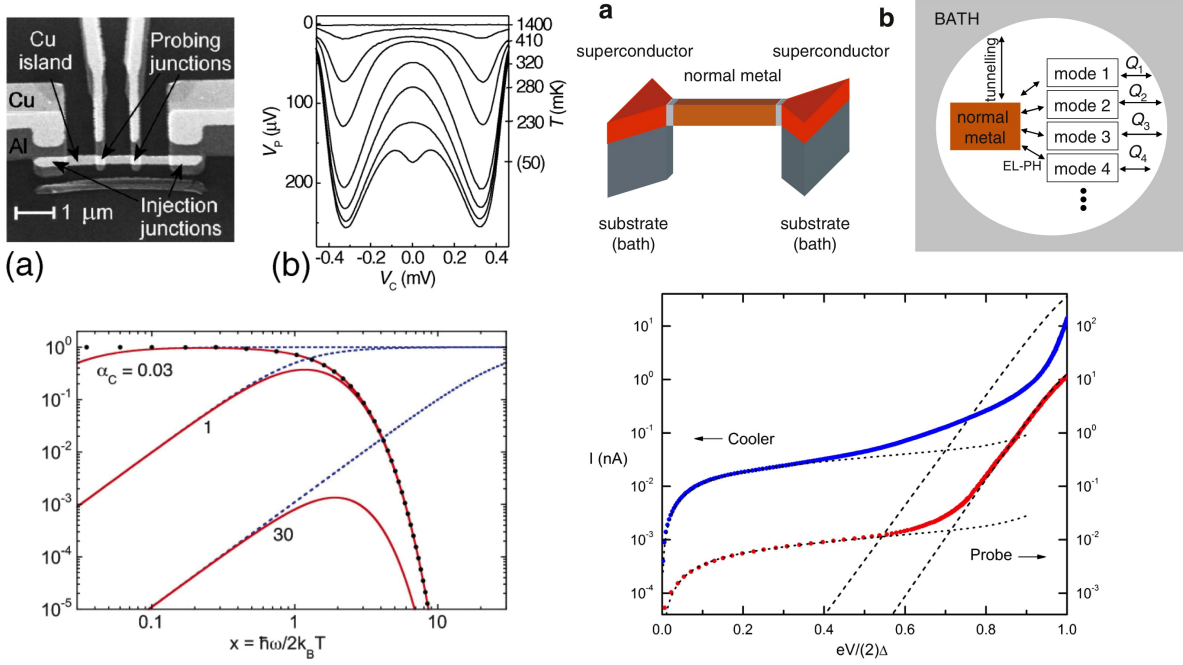 Cu
island
Probing
junctions
Cu
Al
1 μm
Injection
junctions
(a)
0
100
200
V_P (μV)
1400
410
320
280
230
(50)
T (mK)
-0.4 -0.2 0.0 0.2 0.4
V_C (mV)
(b)
a
superconductor
superconductor
normal metal
substrate
(bath)
substrate
(bath)
b
BATH
tunnelling
normal
metal
EL-PH
mode 1
mode 2
mode 3
mode 4
Q_1
Q_2
Q_3
Q_4
10^0
10^-1
10^-2
10^-3
10^-4
10^-5
α_C = 0.03
1
30
0.1 1 10
x = ħω/2k_BT
10^1
10^0
10^-1
10^-2
10^-3
10^-4
I (nA)
Cooler
Probe
10^2
10^1
10^0
10^-1
10^-2
10^-3
0.0 0.2 0.4 0.6 0.8 1.0
eV/(2)Δ